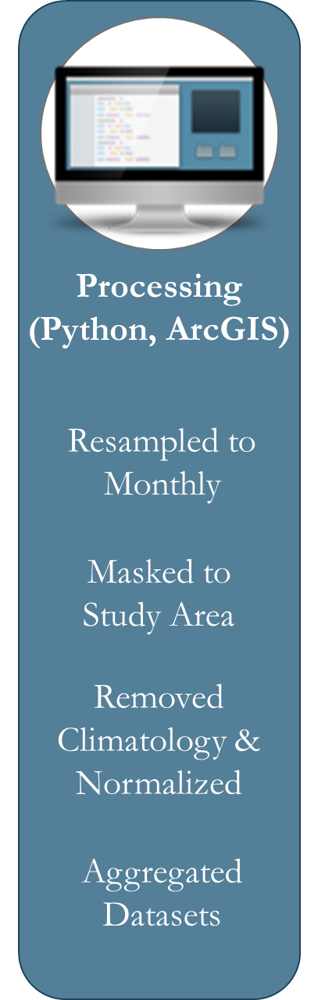 Processing
(Python, ArcGIS)
Resampled to
Monthly
Masked to
Study Area
Removed
Climatology &
Normalized
Aggregated
Datasets